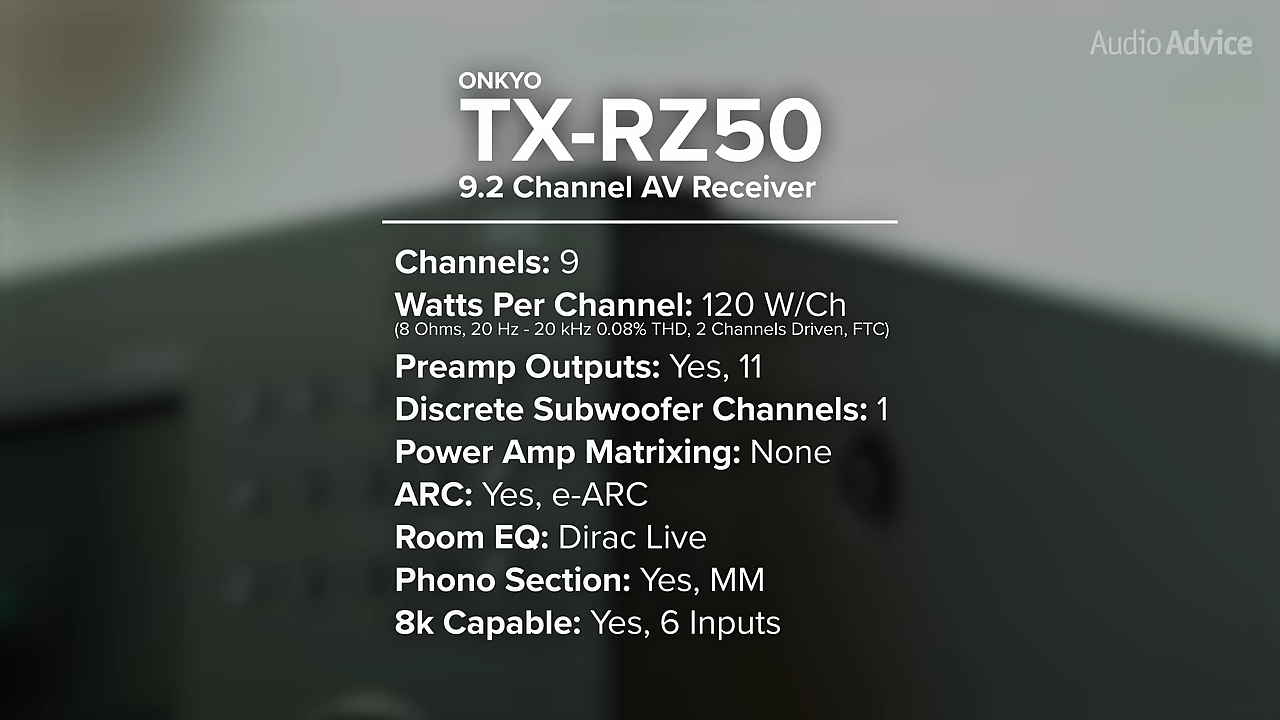 Audio Advice
ONKYO
TX-RZ50
9.2 Channel AV Receiver
Channels: 9
Watts Per Channel: 120 W/Ch
(8 Ohms, 20 Hz - 20 kHz 0.08% THD, 2 Channels Driven, FTC)
Preamp Outputs: Yes, 11
Discrete Subwoofer Channels: 1
Power Amp Matrixing: None
ARC: Yes, e-ARC
Room EQ: Dirac Live
Phono Section: Yes, MM
8k Capable: Yes, 6 Inputs